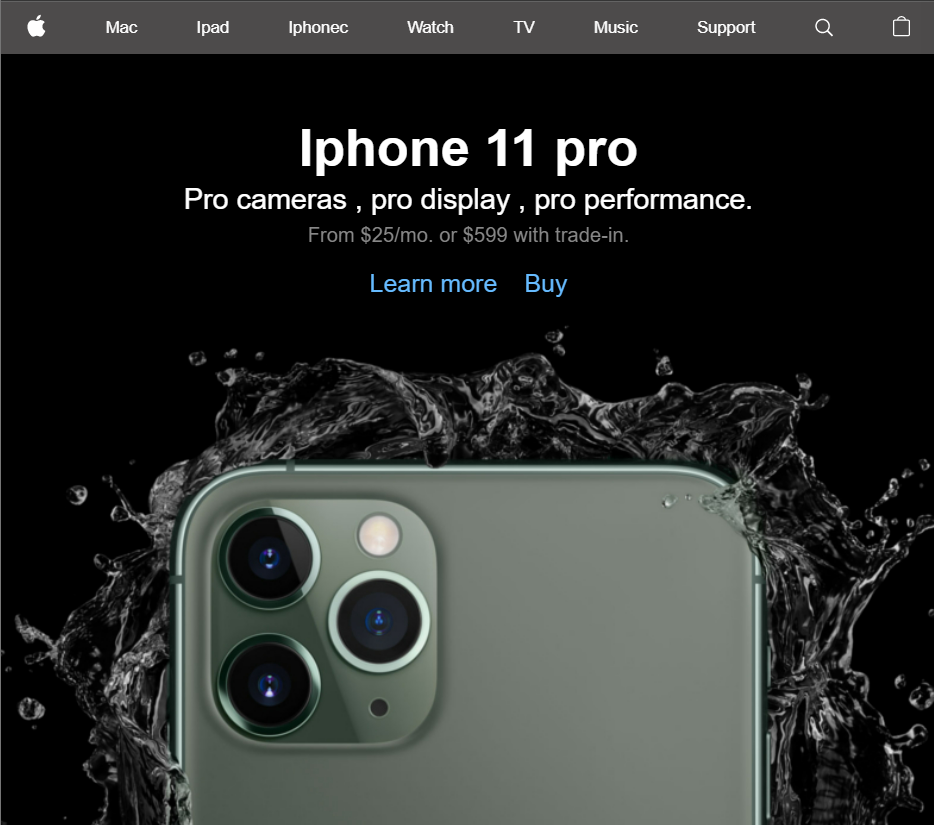 Mac Ipad Iphonec Watch TV Music Support
Iphone 11 pro
Pro cameras , pro display , pro performance.
From $25/mo. or $599 with trade-in.
Learn more Buy